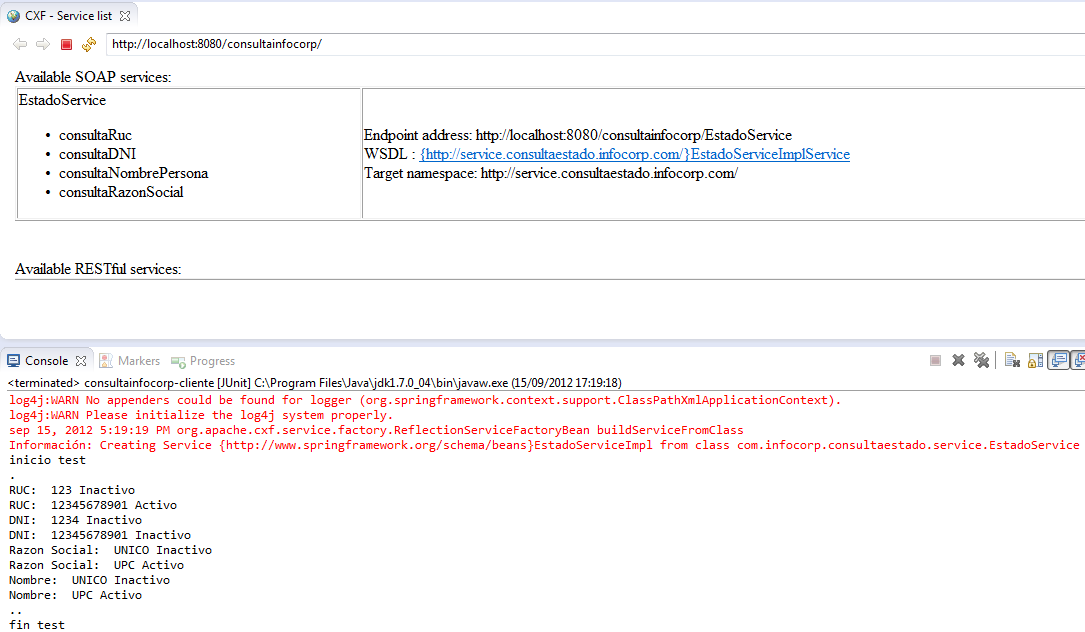 CXF - Service list
http://localhost:8080/consultainfocorp/
Available SOAP services:
EstadoService
• consultaRuc
• consultaDNI
• consultaNombrePersona
• consultaRazonSocial
Endpoint address: http://localhost:8080/consultainfocorp/EstadoService
WSDL : {http://service.consultaestado.infocorp.com/}EstadoServiceImplService
Target namespace: http://service.consultaestado.infocorp.com/
Available RESTful services:
Console Markers Progress
<terminated> consultainfocorp-cliente [JUnit] C:\Program Files\Java\jdk1.7.0_04\bin\javaw.exe (15/09/2012 17:19:18)
log4j:WARN No appenders could be found for logger (org.springframework.context.support.ClassPathXmlApplicationContext).
log4j:WARN Please initialize the log4j system properly.
sep 15, 2012 5:19:19 PM org.apache.cxf.service.factory.ReflectionServiceFactoryBean buildServiceFromClass
Información: Creating Service {http://www.springframework.org/schema/beans}EstadoServiceImpl from class com.infocorp.consultaestado.service.EstadoService
inicio test
.
RUC:  123 Inactivo
RUC:  12345678901 Activo
DNI:  1234 Inactivo
DNI:  12345678901 Inactivo
Razon Social:  UNICO Inactivo
Razon Social:  UPC Activo
Nombre:  UNICO Inactivo
Nombre:  UPC Activo
..
fin test